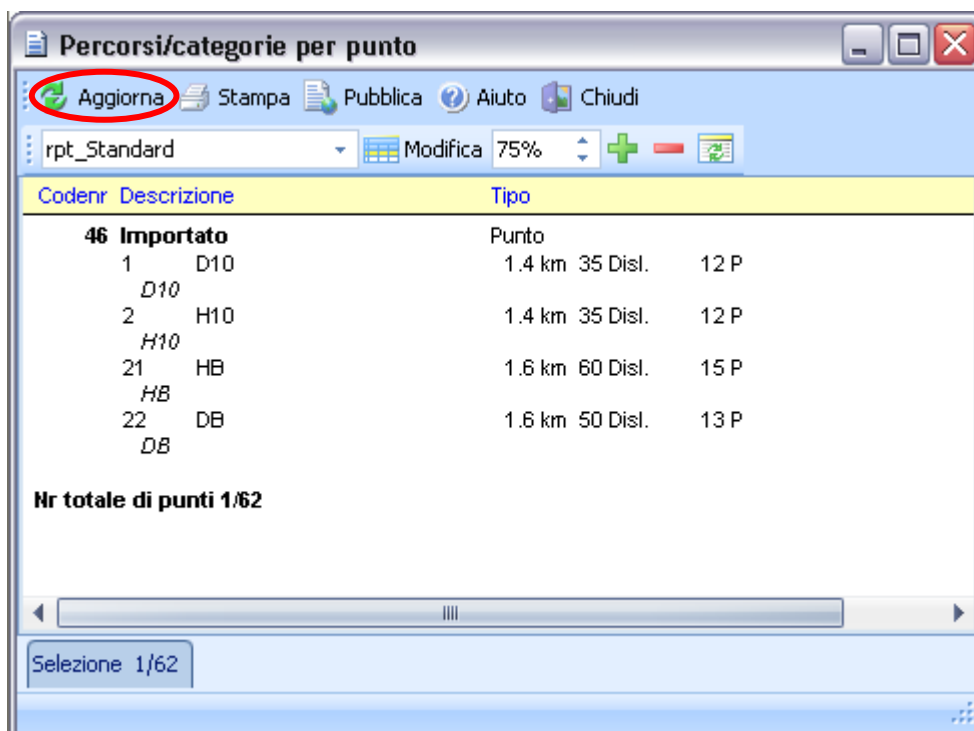 Percorsi/categorie per punto
Aggiorna Stampa Pubblica Aiuto Chiudi
rpt_Standard Modifica 75%
Codenr Descrizione Tipo
46 Importato Punto
1 D10 1.4 km 35 Disl. 12 P
D10
2 H10 1.4 km 35 Disl. 12 P
H10
21 HB 1.6 km 60 Disl. 15 P
HB
22 DB 1.6 km 50 Disl. 13 P
DB
Nr totale di punti 1/62
Selezione 1/62